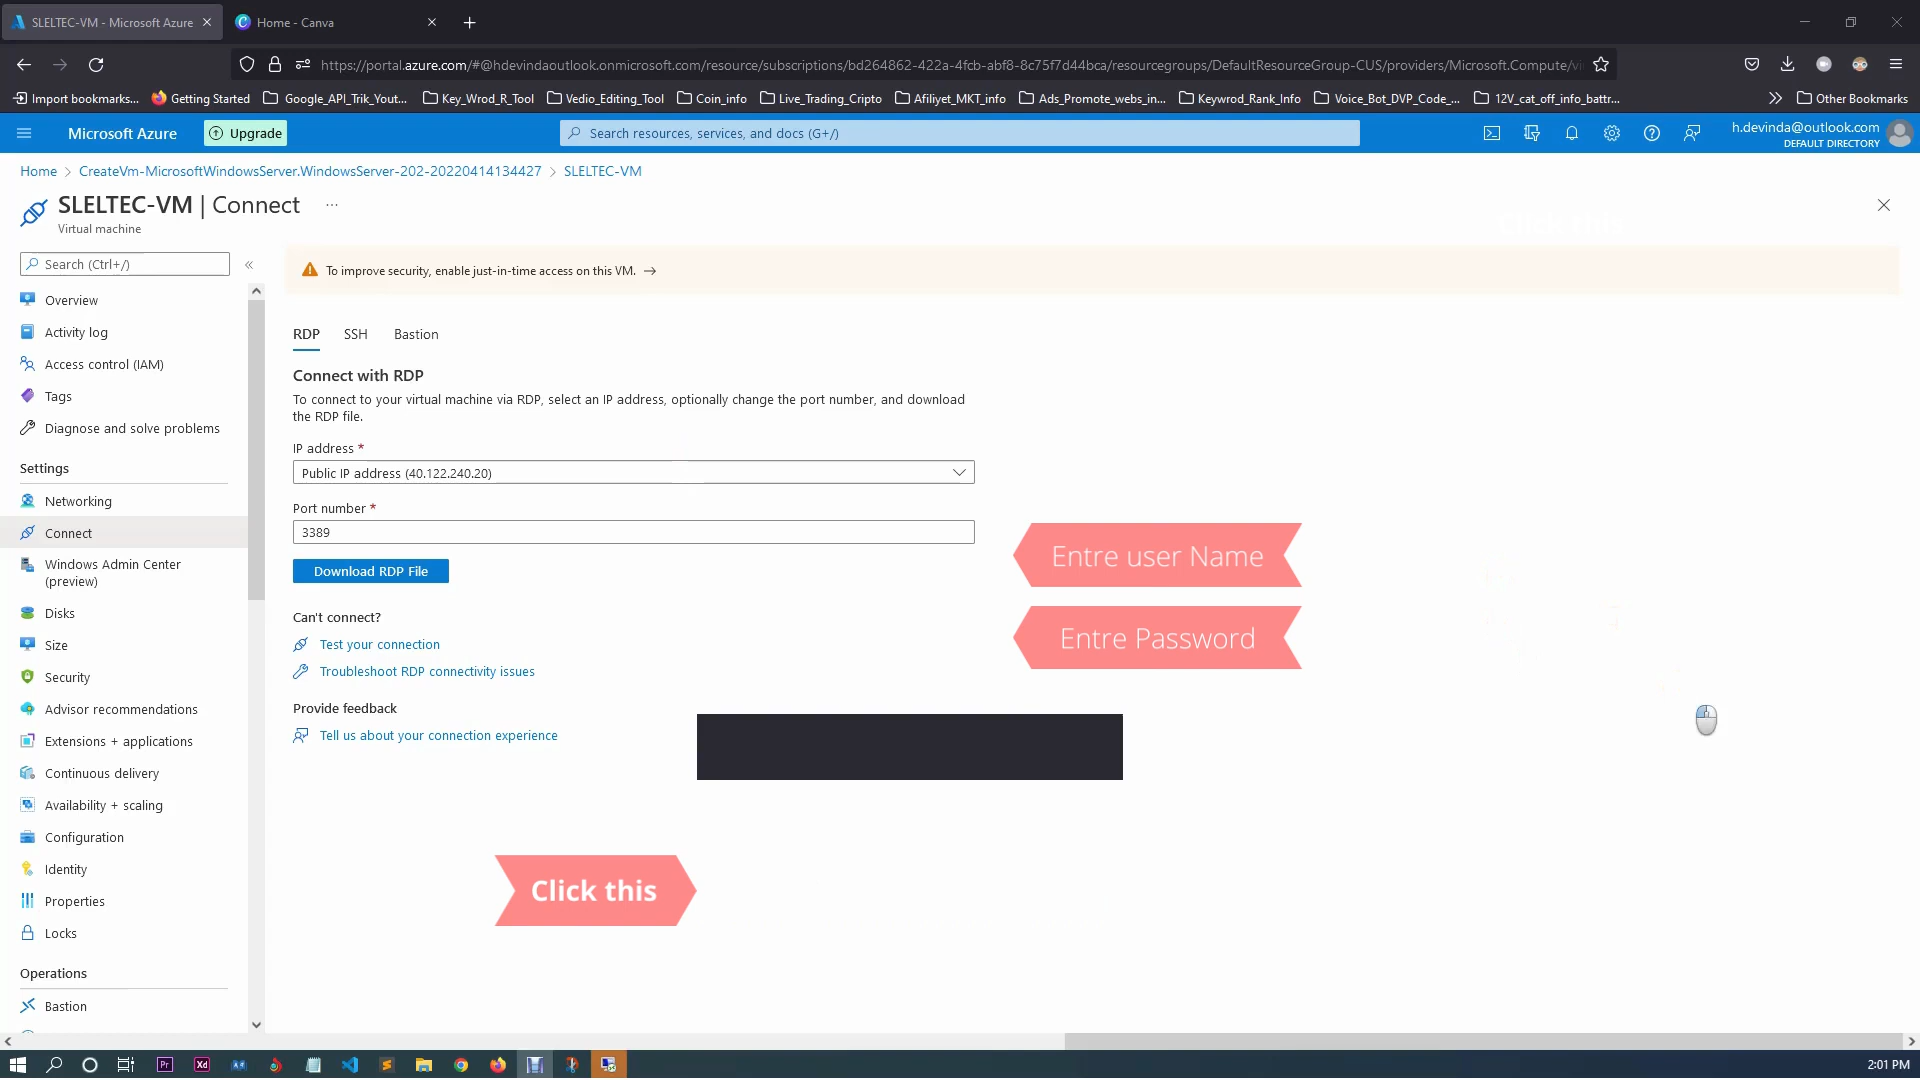 SLELTEC-VM - Microsoft Azure
Home - Canva
https://portal.azure.com/#@hdevindaoutlook.onmicrosoft.com/resource/subscriptions/bd264862-422a-4fcb-abf8-8c75f7d44bca/resourcegroups/DefaultResourceGroup-CUS/providers/Microsoft.Compute/vi
Import bookmarks... Getting Started Google_API_Trik_Yout... Key_Wrod_R_Tool Vedio_Editing_Tool Coin_info Live_Trading_Cripto Afiliyet_MKT_info Ads_Promote_webs_in... Keywrod_Rank_Info Voice_Bot_DVP_Code_... 12V_cat_off_info_battr... Other Bookmarks
Microsoft Azure
Upgrade
Search resources, services, and docs (G+/)
h.devinda@outlook.com
DEFAULT DIRECTORY
Home > CreateVm-MicrosoftWindowsServer.WindowsServer-202-20220414134427 > SLELTEC-VM
SLELTEC-VM | Connect ...
Virtual machine
Click this
Search (Ctrl+/)
Overview
Activity log
Access control (IAM)
Tags
Diagnose and solve problems
Settings
Networking
Connect
Windows Admin Center
(preview)
Disks
Size
Security
Advisor recommendations
Extensions + applications
Continuous delivery
Availability + scaling
Configuration
Identity
Properties
Locks
Operations
Bastion
To improve security, enable just-in-time access on this VM.
RDP SSH Bastion
Connect with RDP
To connect to your virtual machine via RDP, select an IP address, optionally change the port number, and download
the RDP file.
IP address *
Public IP address (40.122.240.20)
Port number *
3389
Download RDP File
Can't connect?
Test your connection
Troubleshoot RDP connectivity issues
Provide feedback
Tell us about your connection experience
Entre user Name
Entre Password
Click this
2:01 PM